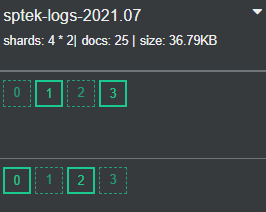 sptek-logs-2021.07
shards: 4 * 2| docs: 25 | size: 36.79KB
0 1 2 3
0 1 2 3